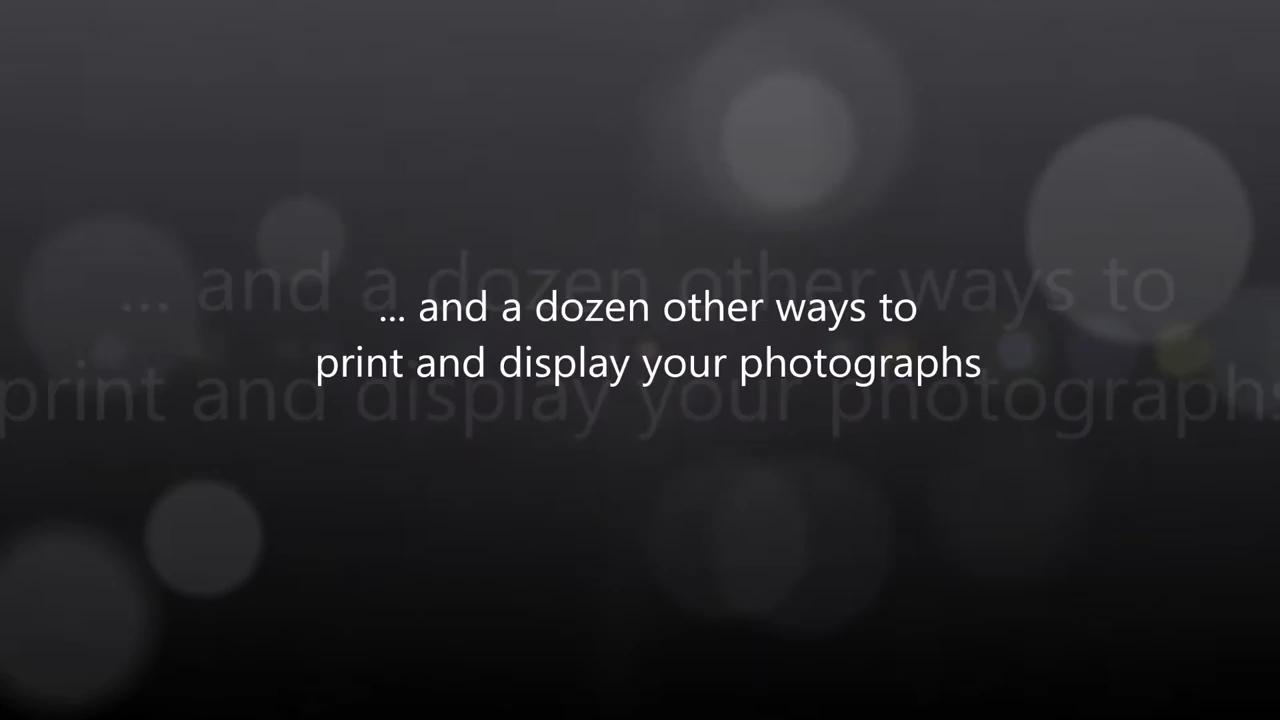 ... and a dozen other ways to
print and display your photographs